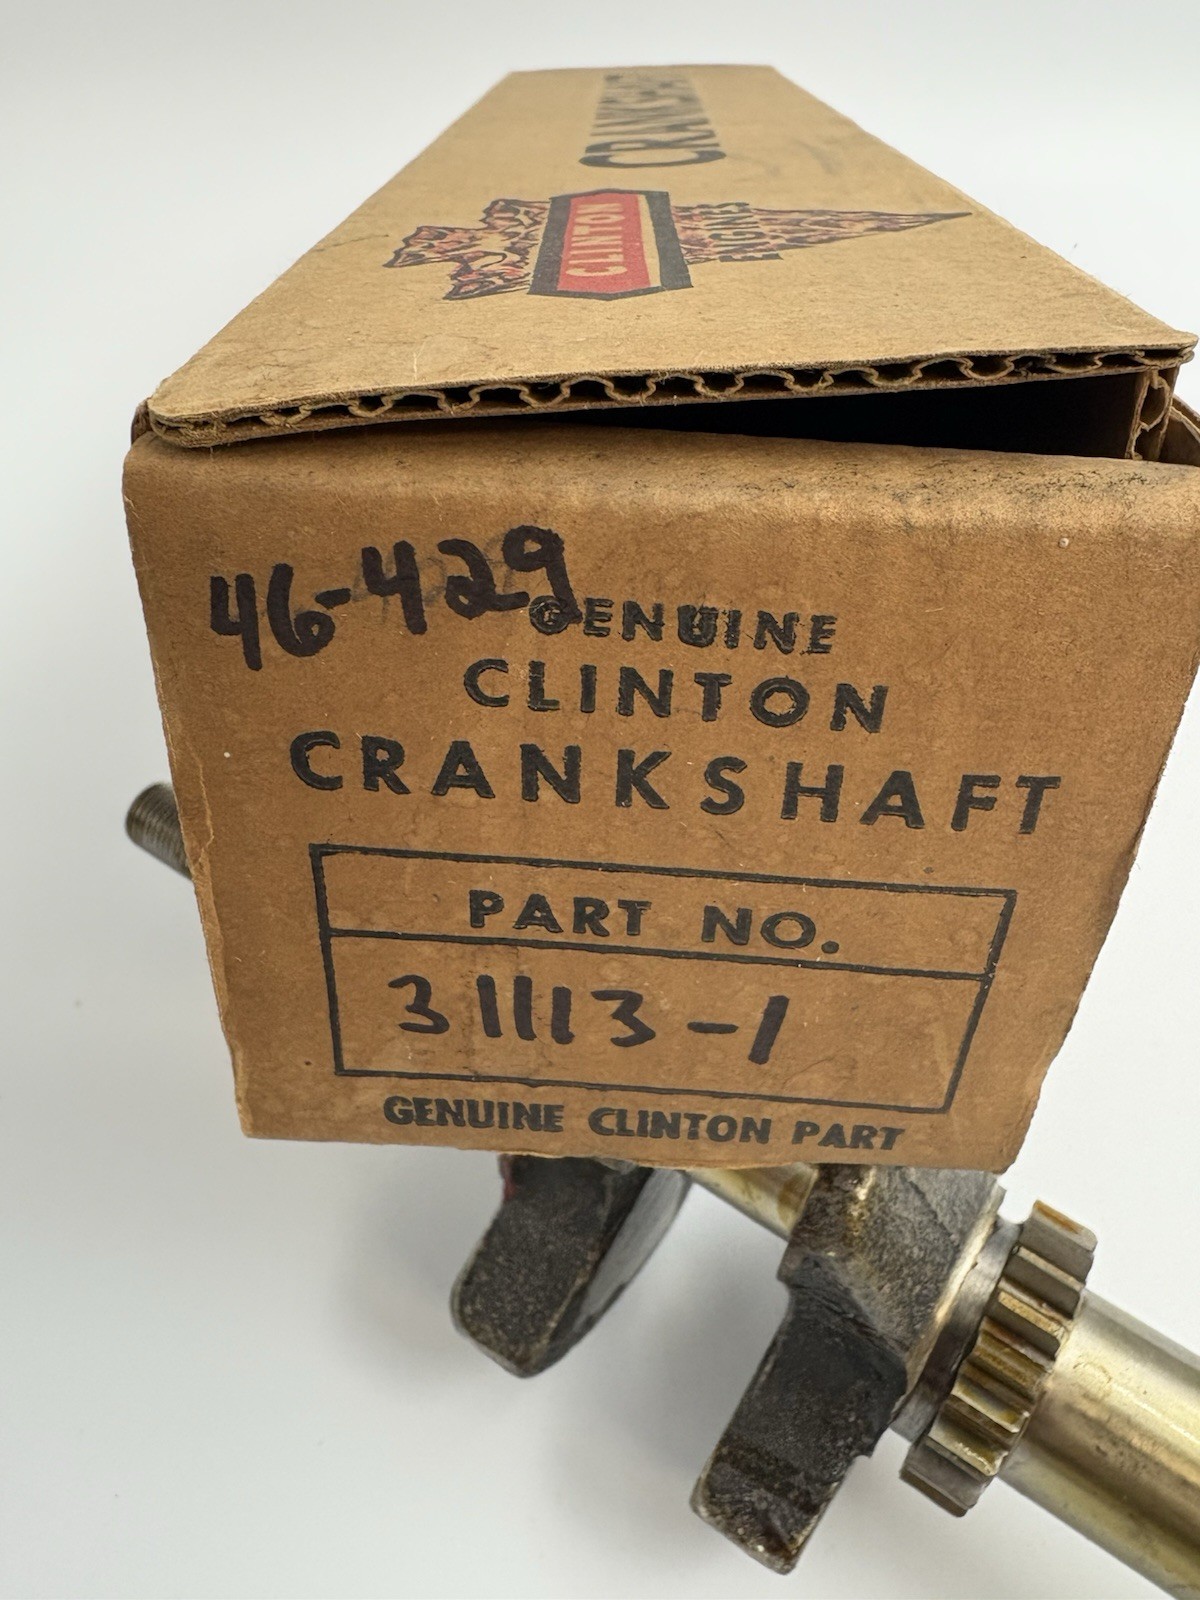 CRANKSHAFT
CLINTON
ENGINES
46-429
GENUINE
CLINTON
CRANKSHAFT
PART NO.
31113-1
GENUINE CLINTON PART